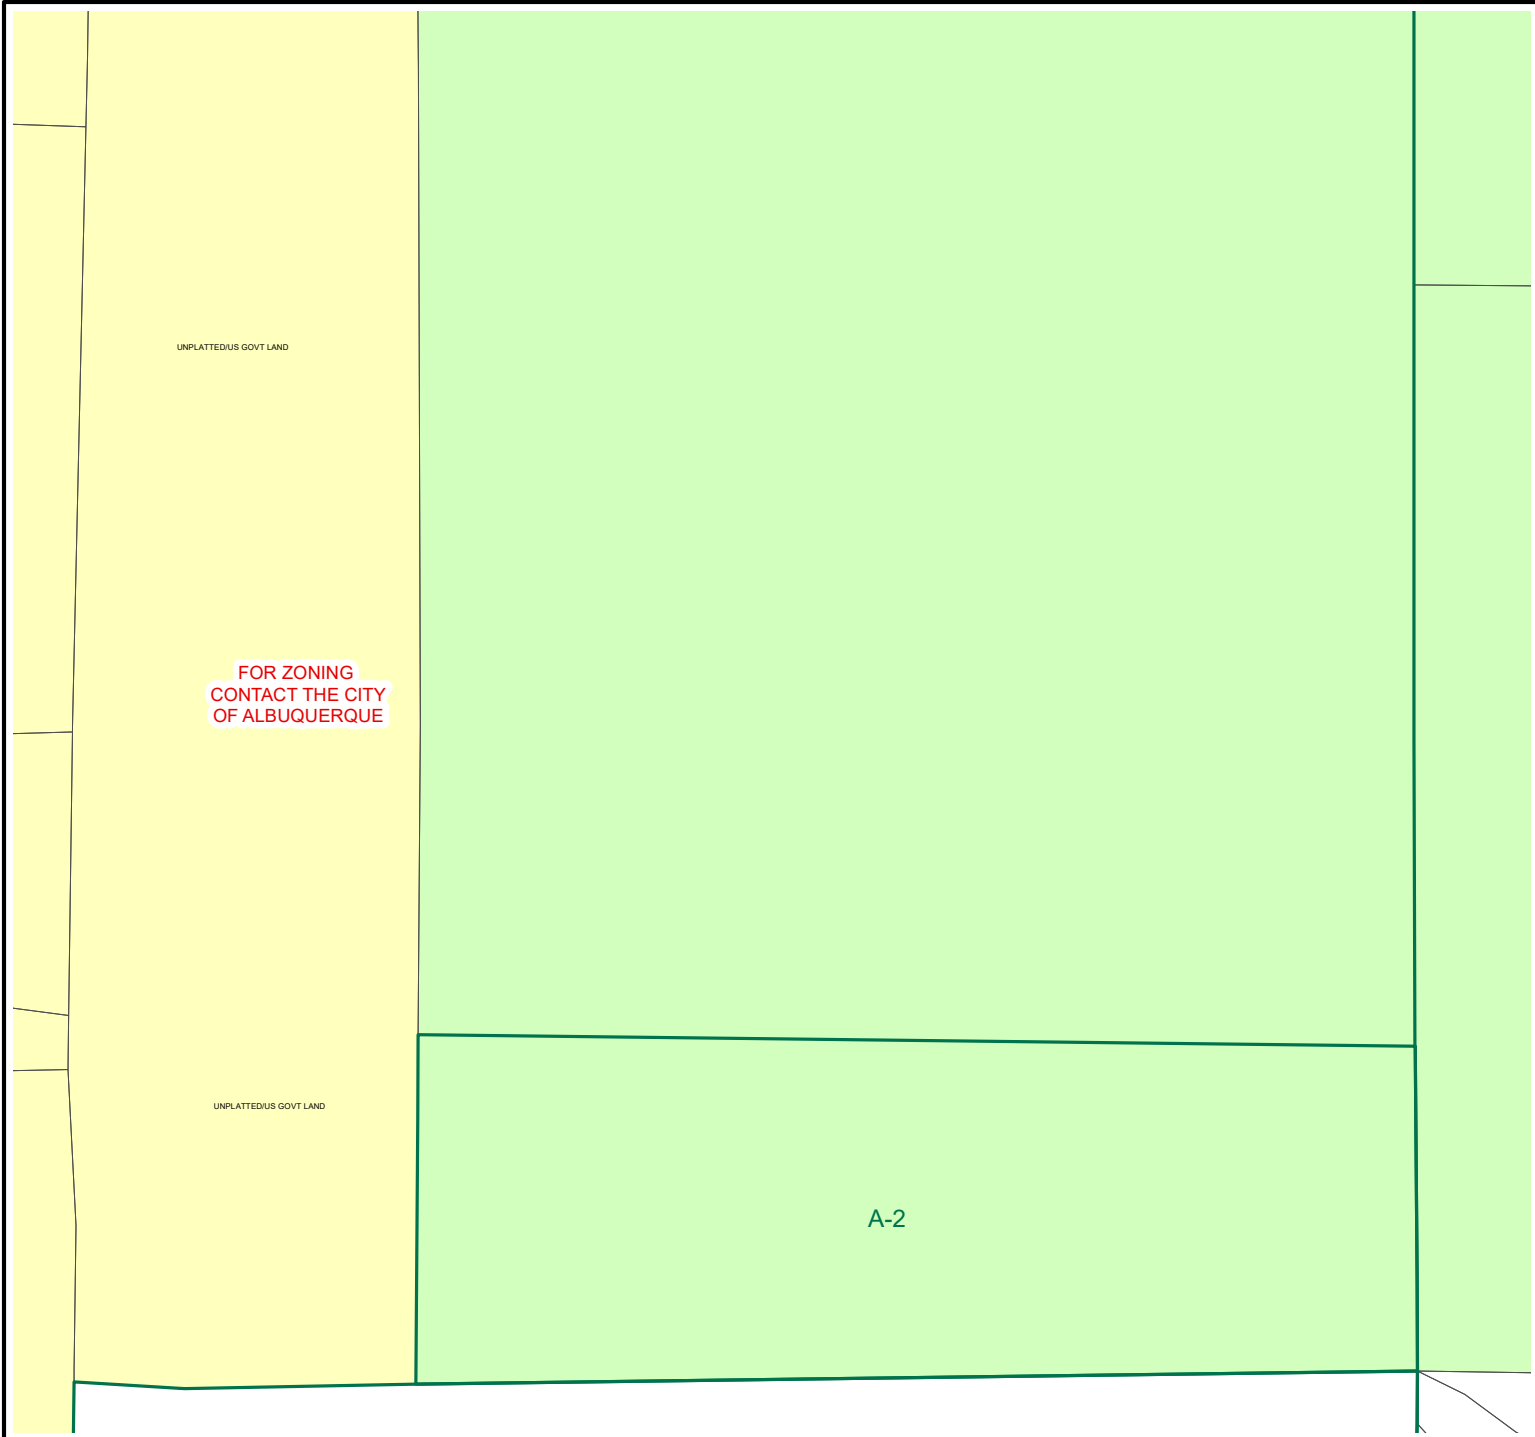 UNPLATTED/US GOVT LAND
FOR ZONING
CONTACT THE CITY
OF ALBUQUERQUE
UNPLATTED/US GOVT LAND
A-2